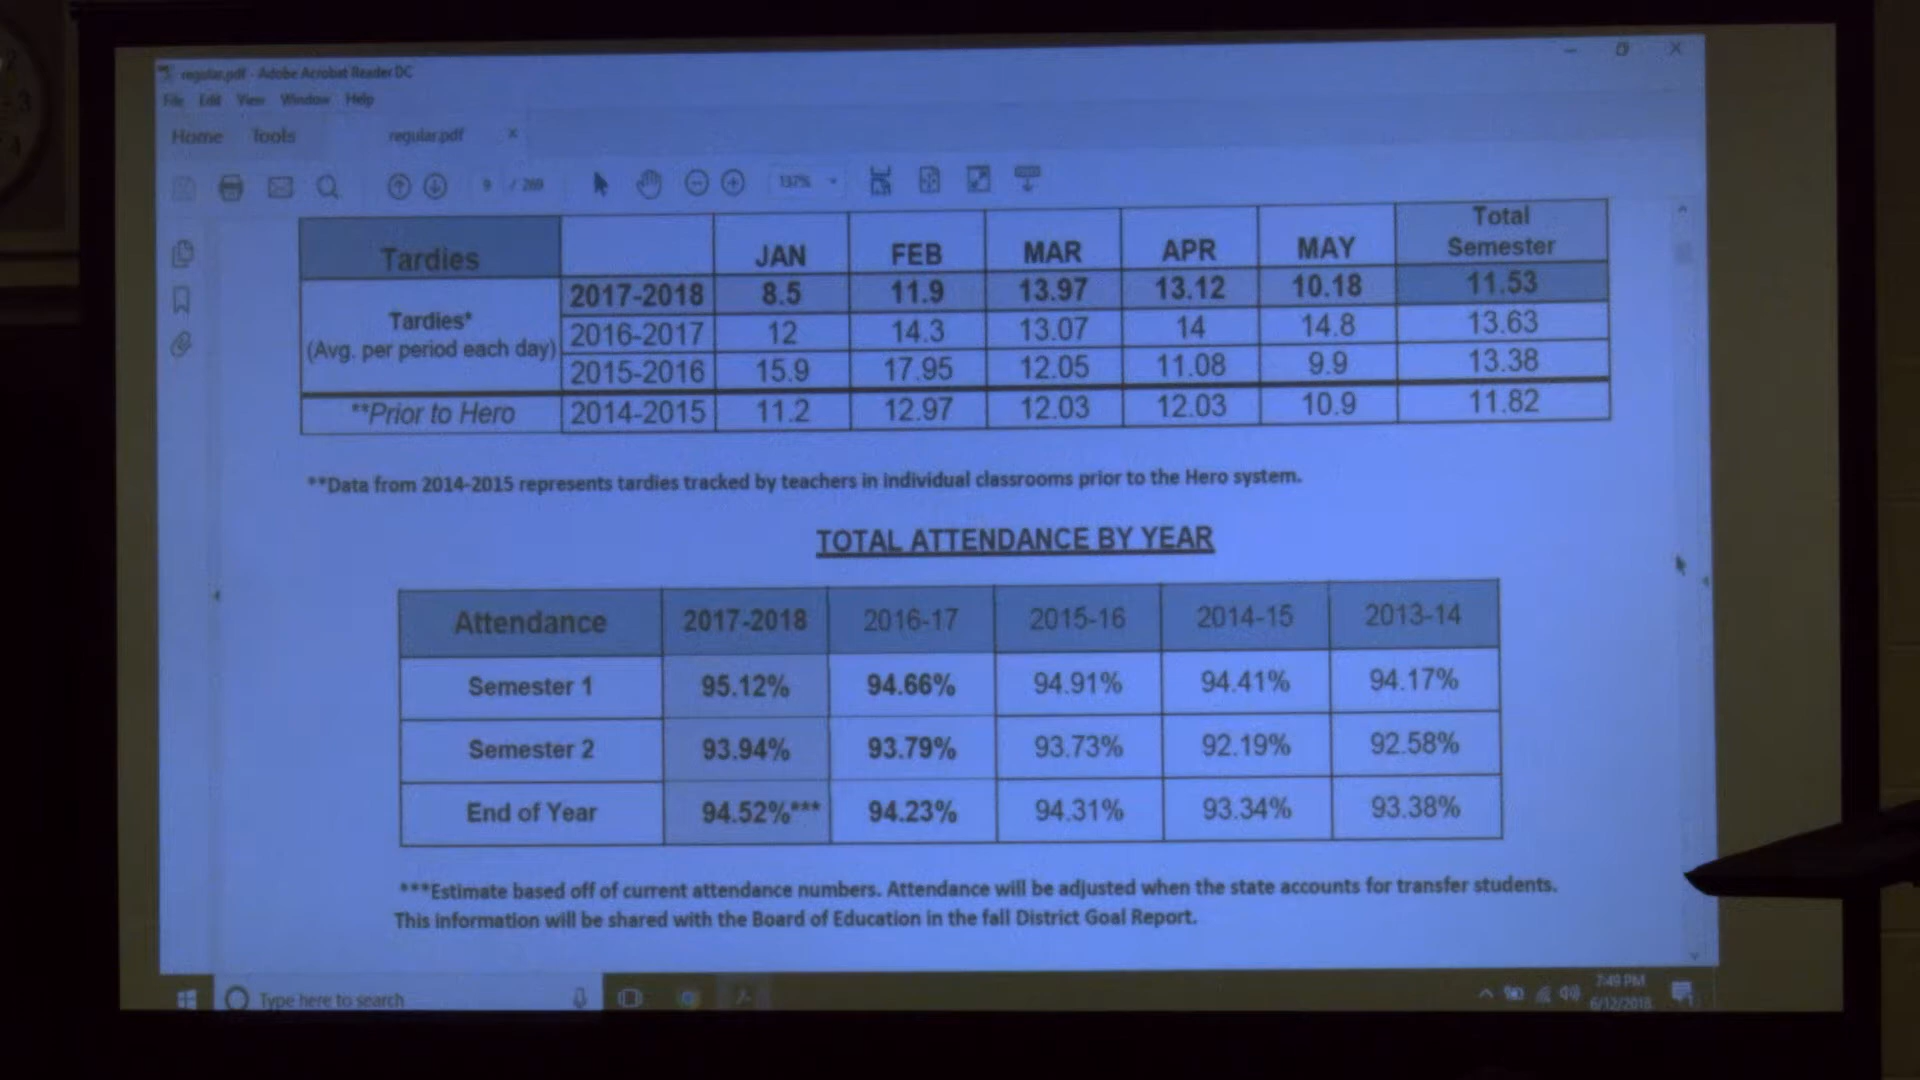 regular.pdf - Adobe Acrobat Reader DC
File Edit View Window Help
Home Tools regular.pdf ×
9 / 269 137%
Tardies JAN FEB MAR APR MAY Total Semester
Tardies* (Avg. per period each day)
2017-2018 8.5 11.9 13.97 13.12 10.18 11.53
2016-2017 12 14.3 13.07 14 14.8 13.63
2015-2016 15.9 17.95 12.05 11.08 9.9 13.38
**Prior to Hero 2014-2015 11.2 12.97 12.03 12.03 10.9 11.82
**Data from 2014-2015 represents tardies tracked by teachers in individual classrooms prior to the Hero system.
TOTAL ATTENDANCE BY YEAR
Attendance 2017-2018 2016-17 2015-16 2014-15 2013-14
Semester 1 95.12% 94.66% 94.91% 94.41% 94.17%
Semester 2 93.94% 93.79% 93.73% 92.19% 92.58%
End of Year 94.52%*** 94.23% 94.31% 93.34% 93.38%
***Estimate based off of current attendance numbers. Attendance will be adjusted when the state accounts for transfer students.
This information will be shared with the Board of Education in the fall District Goal Report.
Type here to search
7:49 PM
6/12/2018